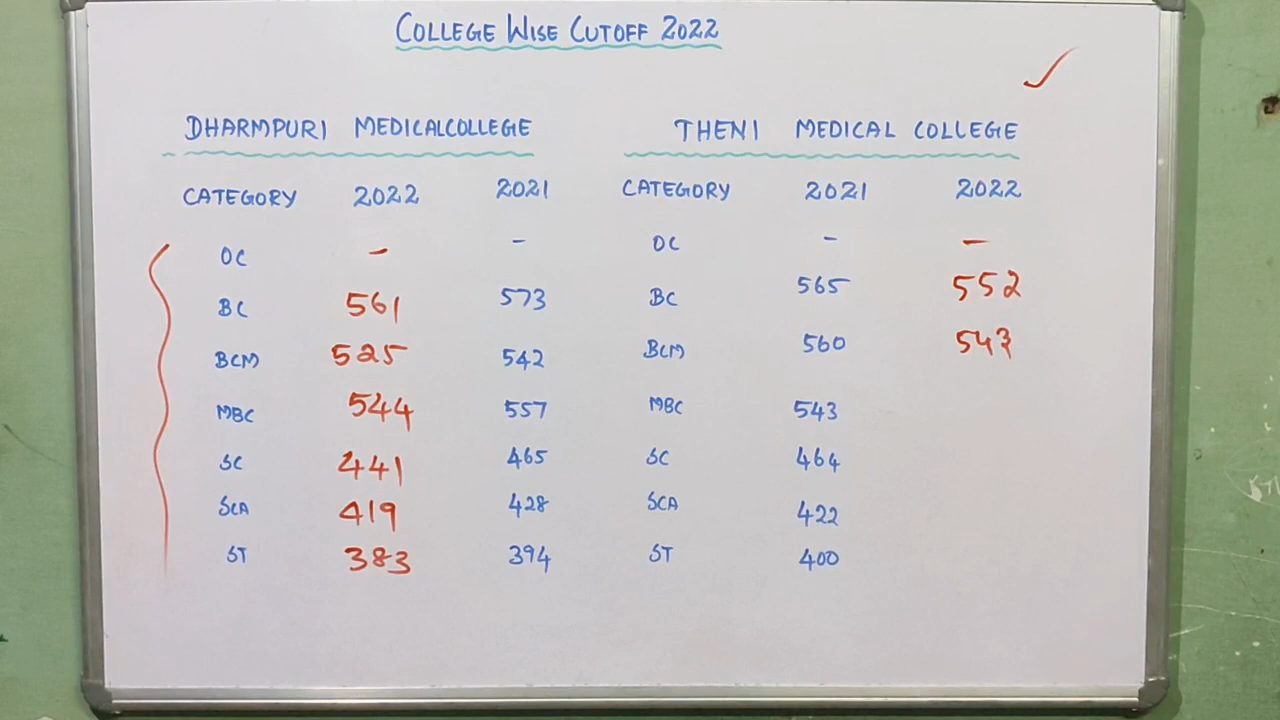 COLLEGE WISE CUTOFF 2022
DHARMPURI MEDICALCOLLEGE THENI MEDICAL COLLEGE
CATEGORY 2022 2021 CATEGORY 2021 2022
OC - - OC - -
BC 561 573 BC 565 552
BCM 525 542 BCM 560 543
MBC 544 557 MBC 543
SC 441 465 SC 464
SCA 419 428 SCA 422
ST 383 394 ST 400